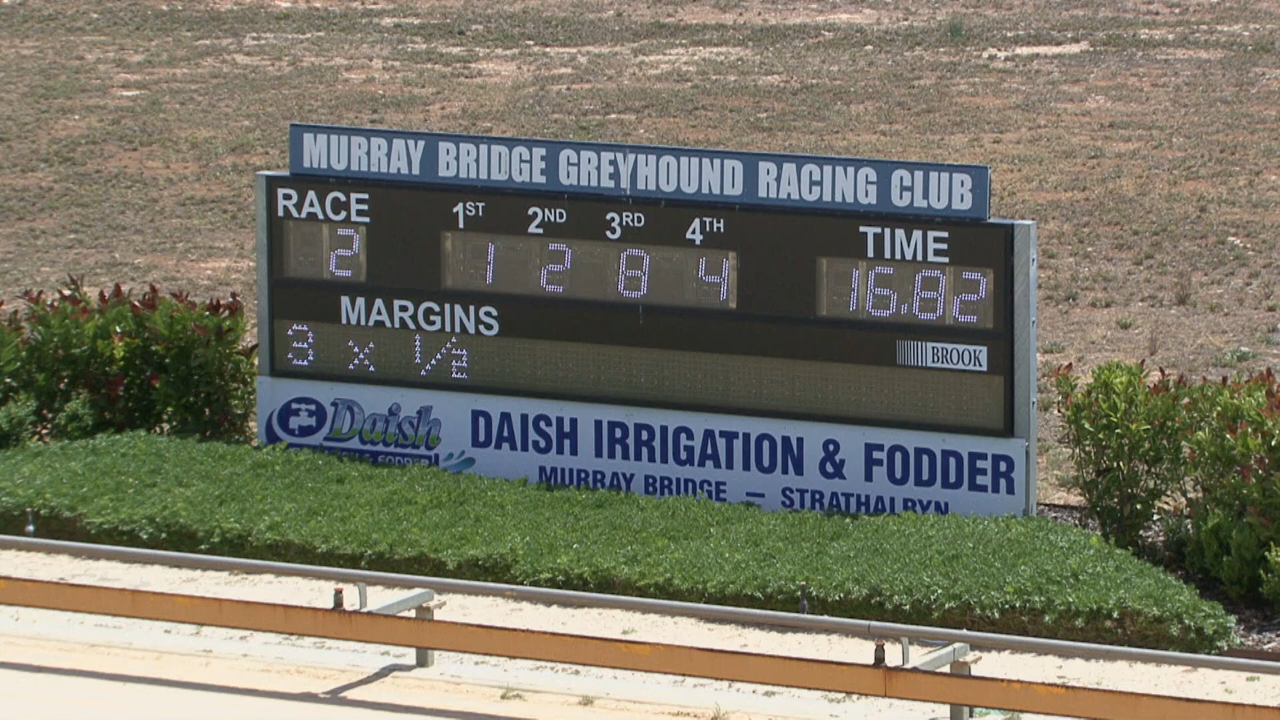 MURRAY BRIDGE GREYHOUND RACING CLUB
RACE 1ST 2ND 3RD 4TH TIME
2 1 2 8 4 16.82
MARGINS
3 x 1/2
BROOK
Daish
DAISH IRRIGATION & FODDER
& FODDER
MURRAY BRIDGE — STRATHALBYN